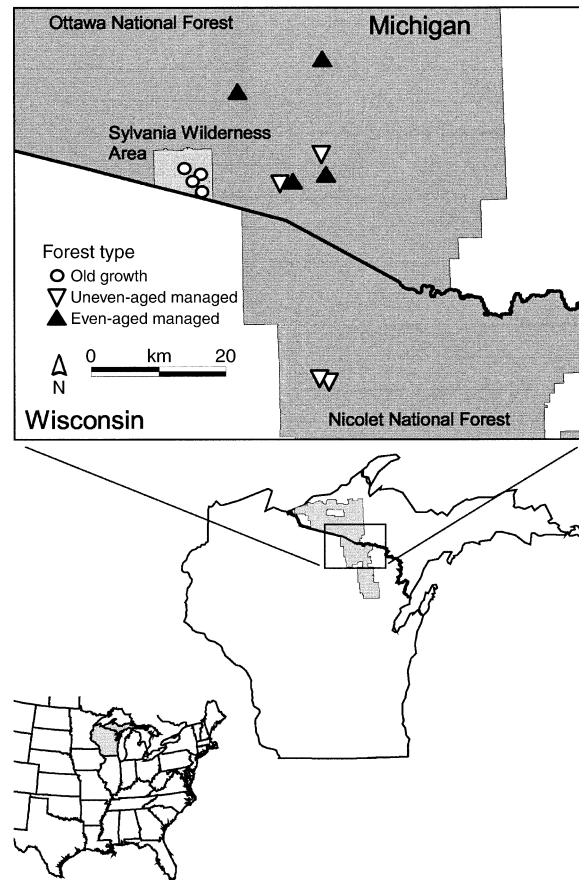 Ottawa National Forest
Michigan
Sylvania Wilderness
Area
Forest type
Old growth
Uneven-aged managed
Even-aged managed
0 km 20
N
Wisconsin
Nicolet National Forest